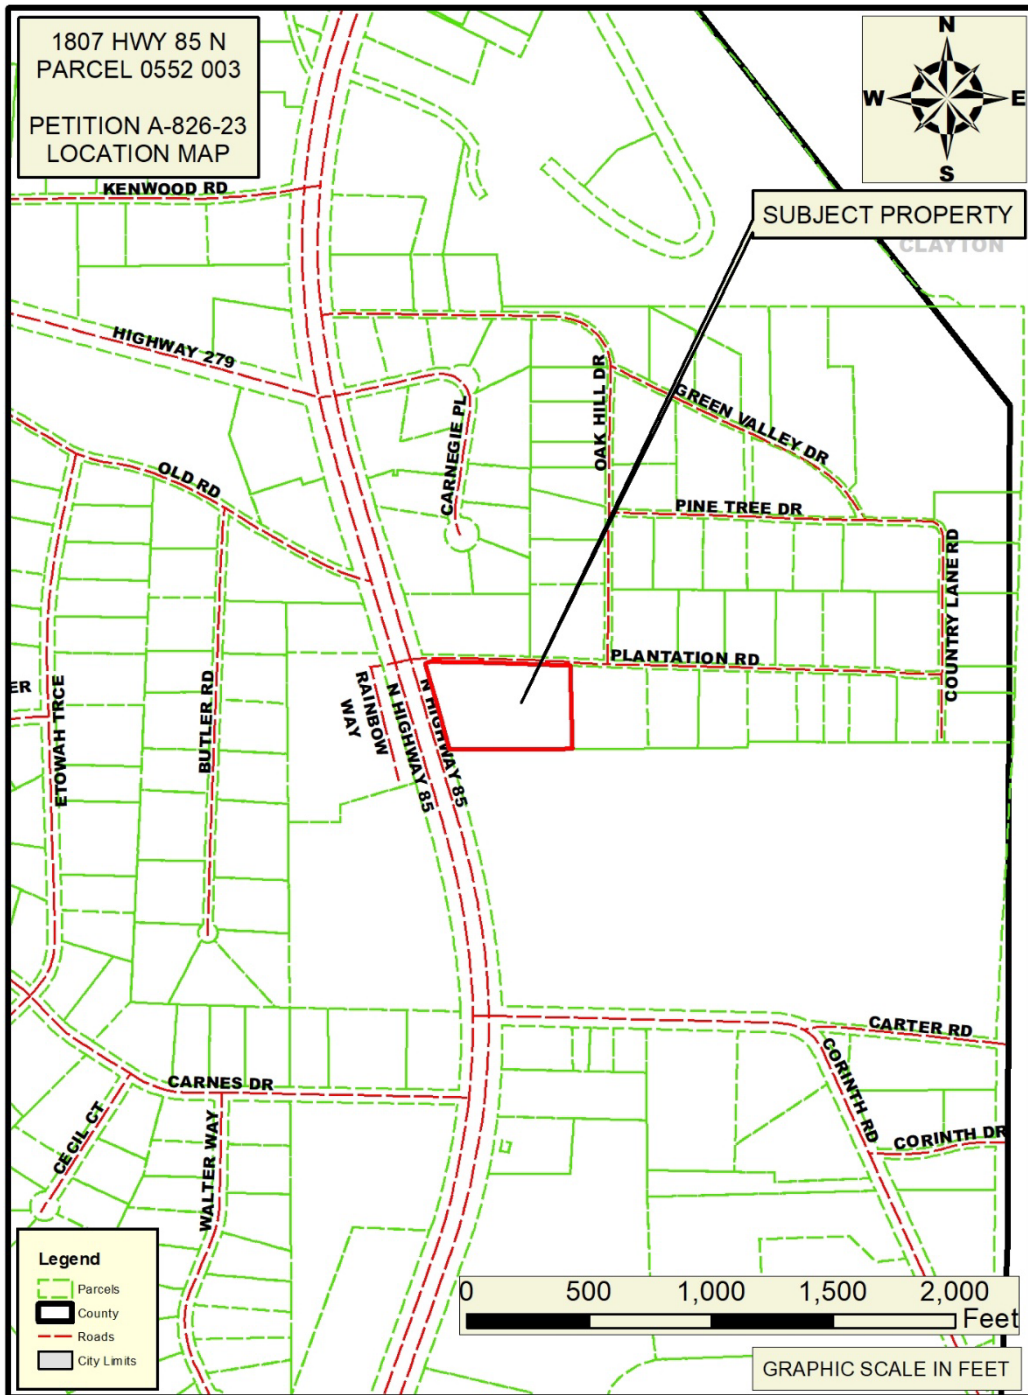 1807 HWY 85 N
PARCEL 0552 003
PETITION A-826-23
LOCATION MAP
N
W
E
S
KENWOOD RD
SUBJECT PROPERTY
CLAYTON
HIGHWAY 279
CARNEGIE PL
OAK HILL DR
GREEN VALLEY DR
OLD RD
PINE TREE DR
COUNTRY LANE RD
PLANTATION RD
RAINBOW
WAY
N HIGHWAY 85
N HIGHWAY 85
ER
ETOWAH TRCE
BUTLER RD
CARTER RD
CORINTH RD
CORINTH DR
CARNES DR
CECIL CT
WALTER WAY
Legend
Parcels
County
Roads
City Limits
0 500 1,000 1,500 2,000
Feet
GRAPHIC SCALE IN FEET